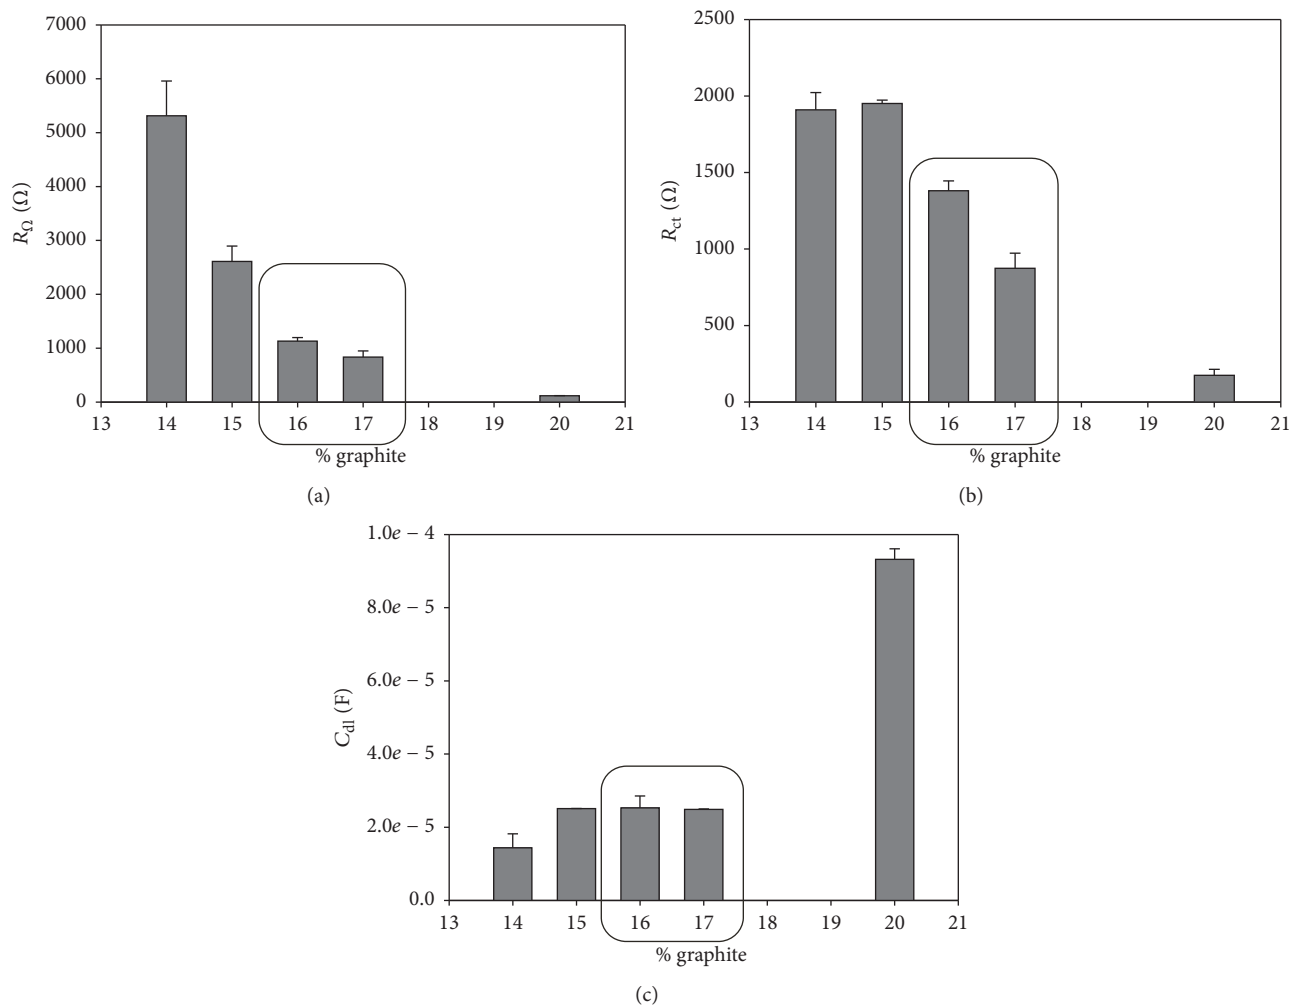 7000
6000
5000
4000
3000
2000
1000
0
R_Ω (Ω)
13 14 15 16 17 18 19 20 21
% graphite
(a)
2500
2000
1500
1000
500
0
R_ct (Ω)
13 14 15 16 17 18 19 20 21
% graphite
(b)
1.0e − 4
8.0e − 5
6.0e − 5
4.0e − 5
2.0e − 5
0.0
C_dl (F)
13 14 15 16 17 18 19 20 21
% graphite
(c)